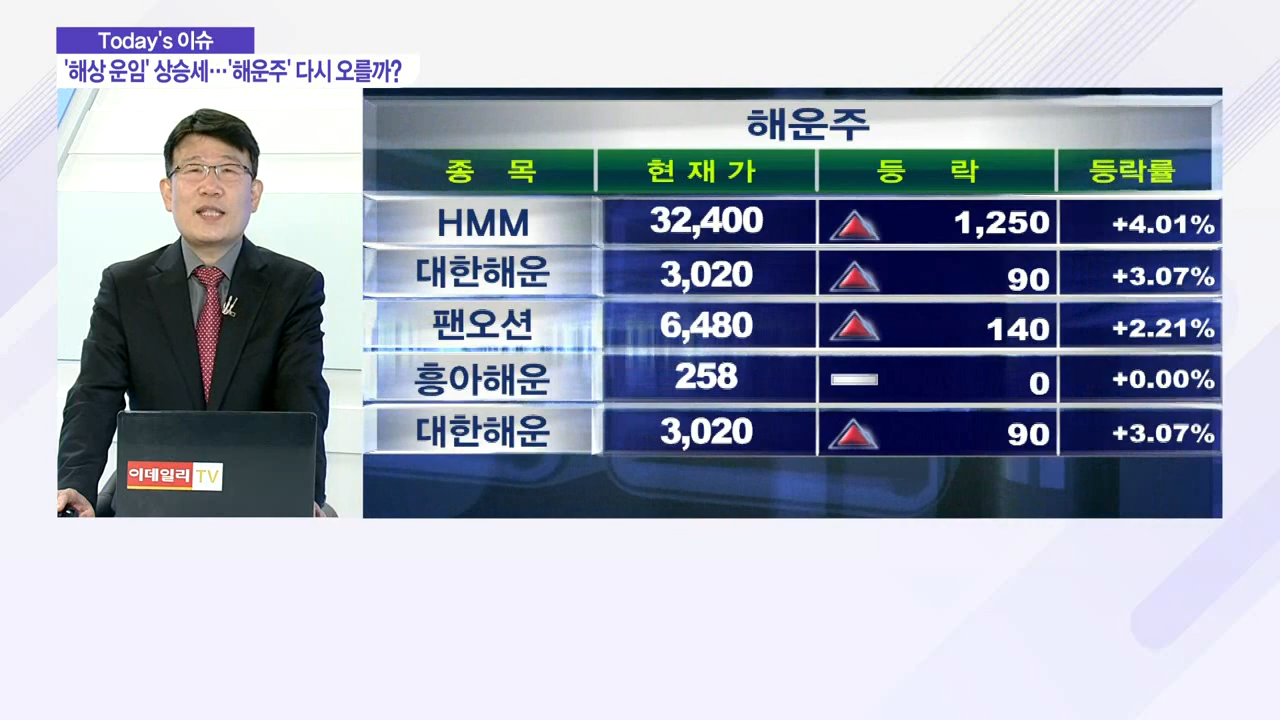 Today's 이슈
'해상 운임' 상승세…'해운주' 다시 오를까?
해운주
종 목 현 재 가 등 락 등락률
HMM 32,400 1,250 +4.01%
대한해운 3,020 90 +3.07%
팬오션 6,480 140 +2.21%
흥아해운 258 0 +0.00%
대한해운 3,020 90 +3.07%
이데일리 TV